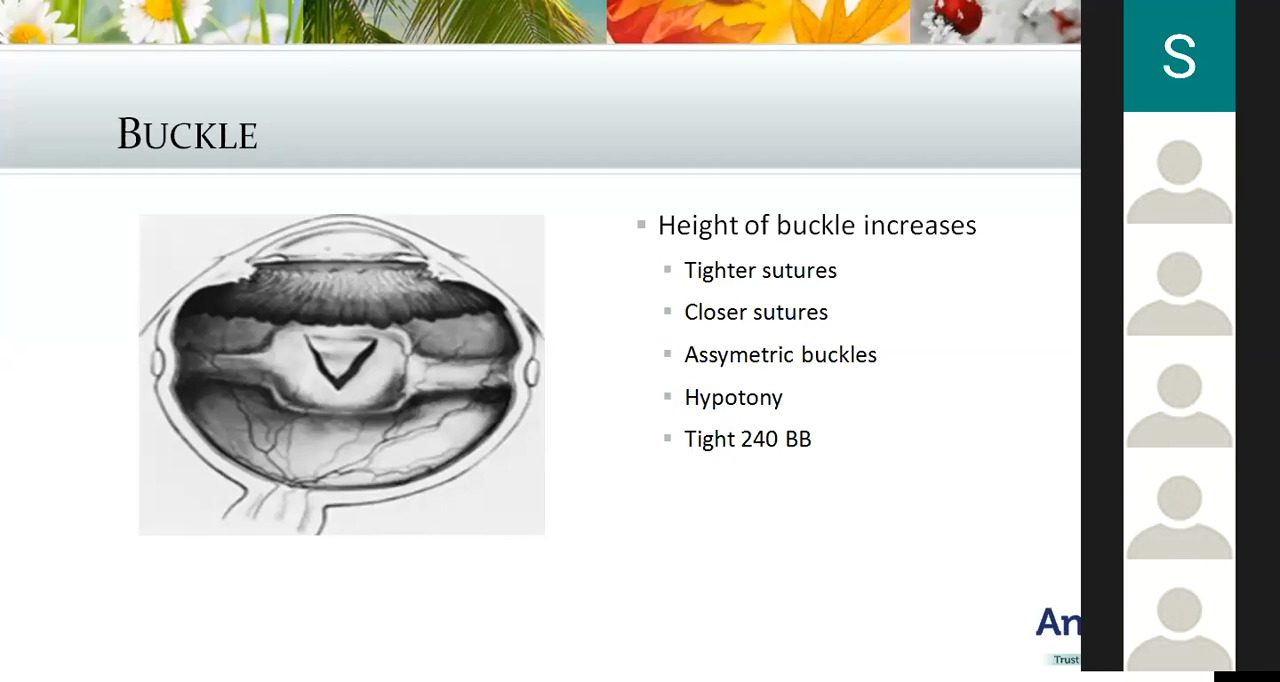 BUCKLE
Height of buckle increases
Tighter sutures
Closer sutures
Assymetric buckles
Hypotony
Tight 240 BB
An
Trust
S